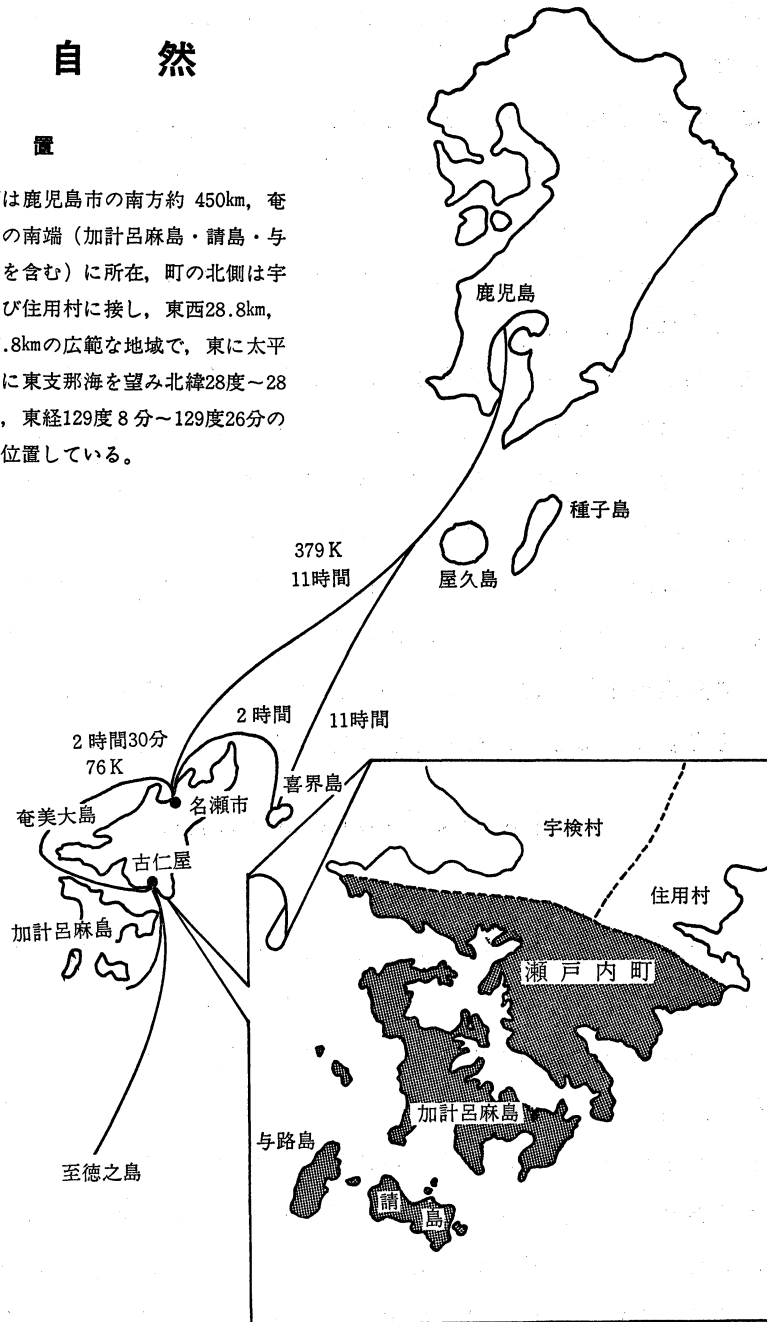 自　然
置
は鹿児島市の南方約 450km, 奄
の南端（加計呂麻島・請島・与
を含む）に所在, 町の北側は宇
び住用村に接し, 東西28.8km,
.8kmの広範な地域で, 東に太平
に東支那海を望み北緯28度～28
, 東経129度8分～129度26分の
位置している。
鹿児島
種子島
屋久島
379K
11時間
2時間
11時間
2時間30分
76K
喜界島
名瀬市
奄美大島
古仁屋
加計呂麻島
至徳之島
宇検村
住用村
瀬戸内町
加計呂麻島
与路島
請島